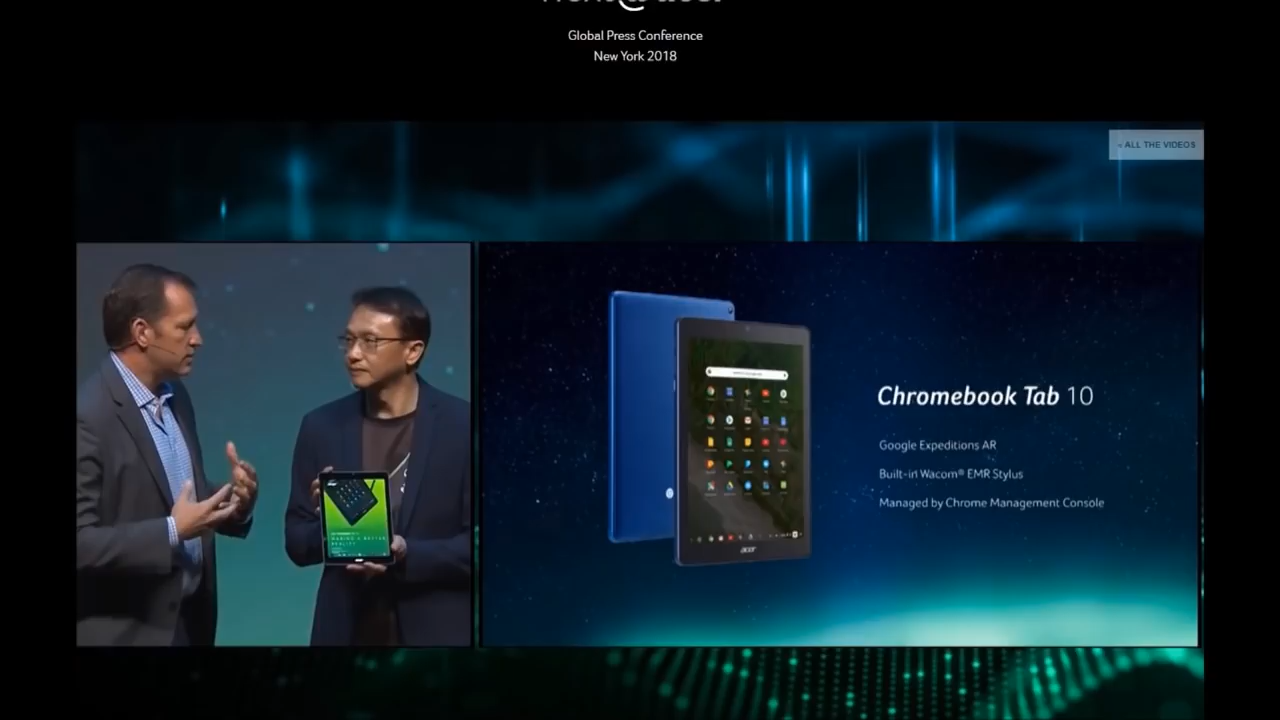 Global Press Conference
New York 2018
< ALL THE VIDEOS
Chromebook Tab 10
Google Expeditions AR
Built-in Wacom® EMR Stylus
Managed by Chrome Management Console
acer